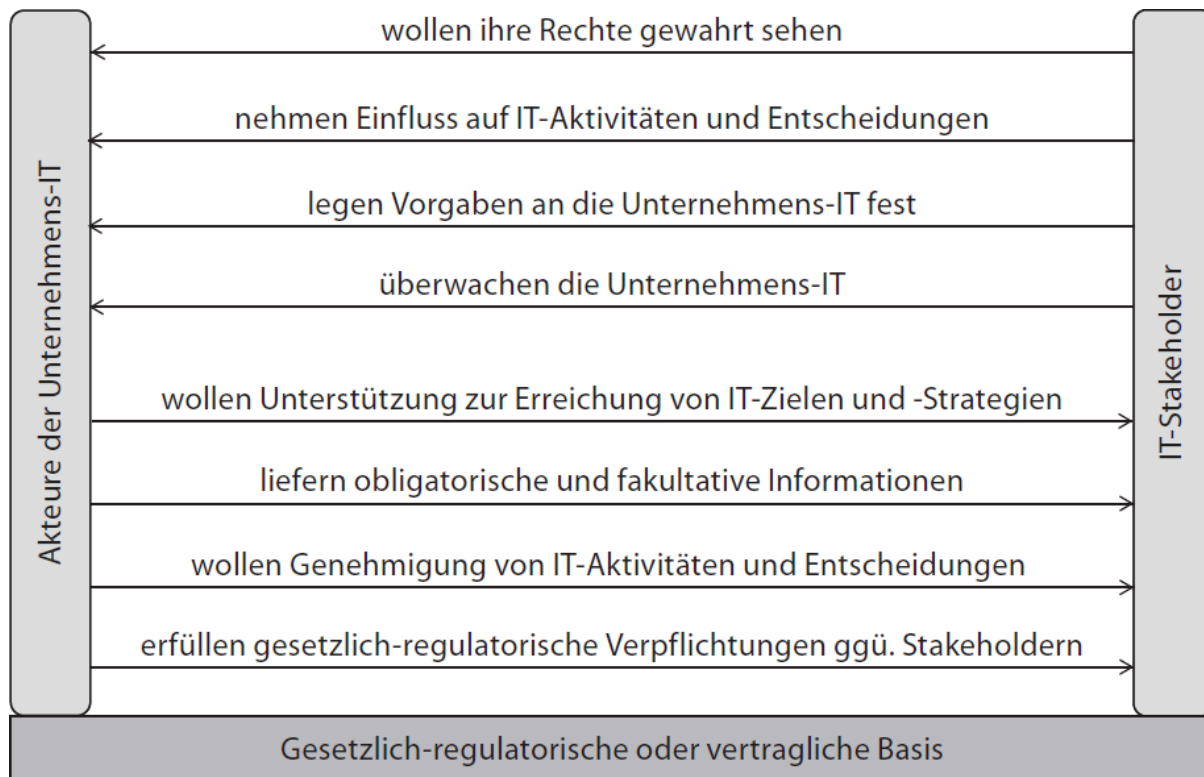 wollen ihre Rechte gewahrt sehen
nehmen Einfluss auf IT-Aktivitäten und Entscheidungen
legen Vorgaben an die Unternehmens-IT fest
überwachen die Unternehmens-IT
Akteure der Unternehmens-IT
IT-Stakeholder
wollen Unterstützung zur Erreichung von IT-Zielen und -Strategien
liefern obligatorische und fakultative Informationen
wollen Genehmigung von IT-Aktivitäten und Entscheidungen
erfüllen gesetzlich-regulatorische Verpflichtungen ggü. Stakeholdern
Gesetzlich-regulatorische oder vertragliche Basis